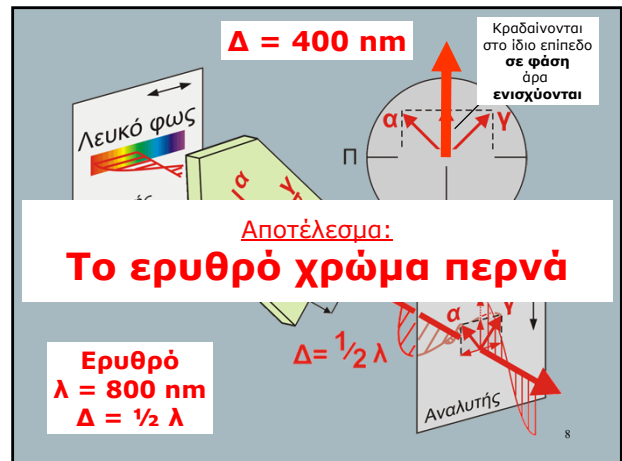 Δ = 400 nm
Κραδαίνονται
στο ίδιο επίπεδο
σε φάση
άρα
ενισχύονται
Λευκό φως
α
γ
Π
α
γ
Αποτέλεσμα:
Το ερυθρό χρώμα περνά
α
γ
Δ= ½ λ
Ερυθρό
λ = 800 nm
Δ = ½ λ
Αναλυτής
8